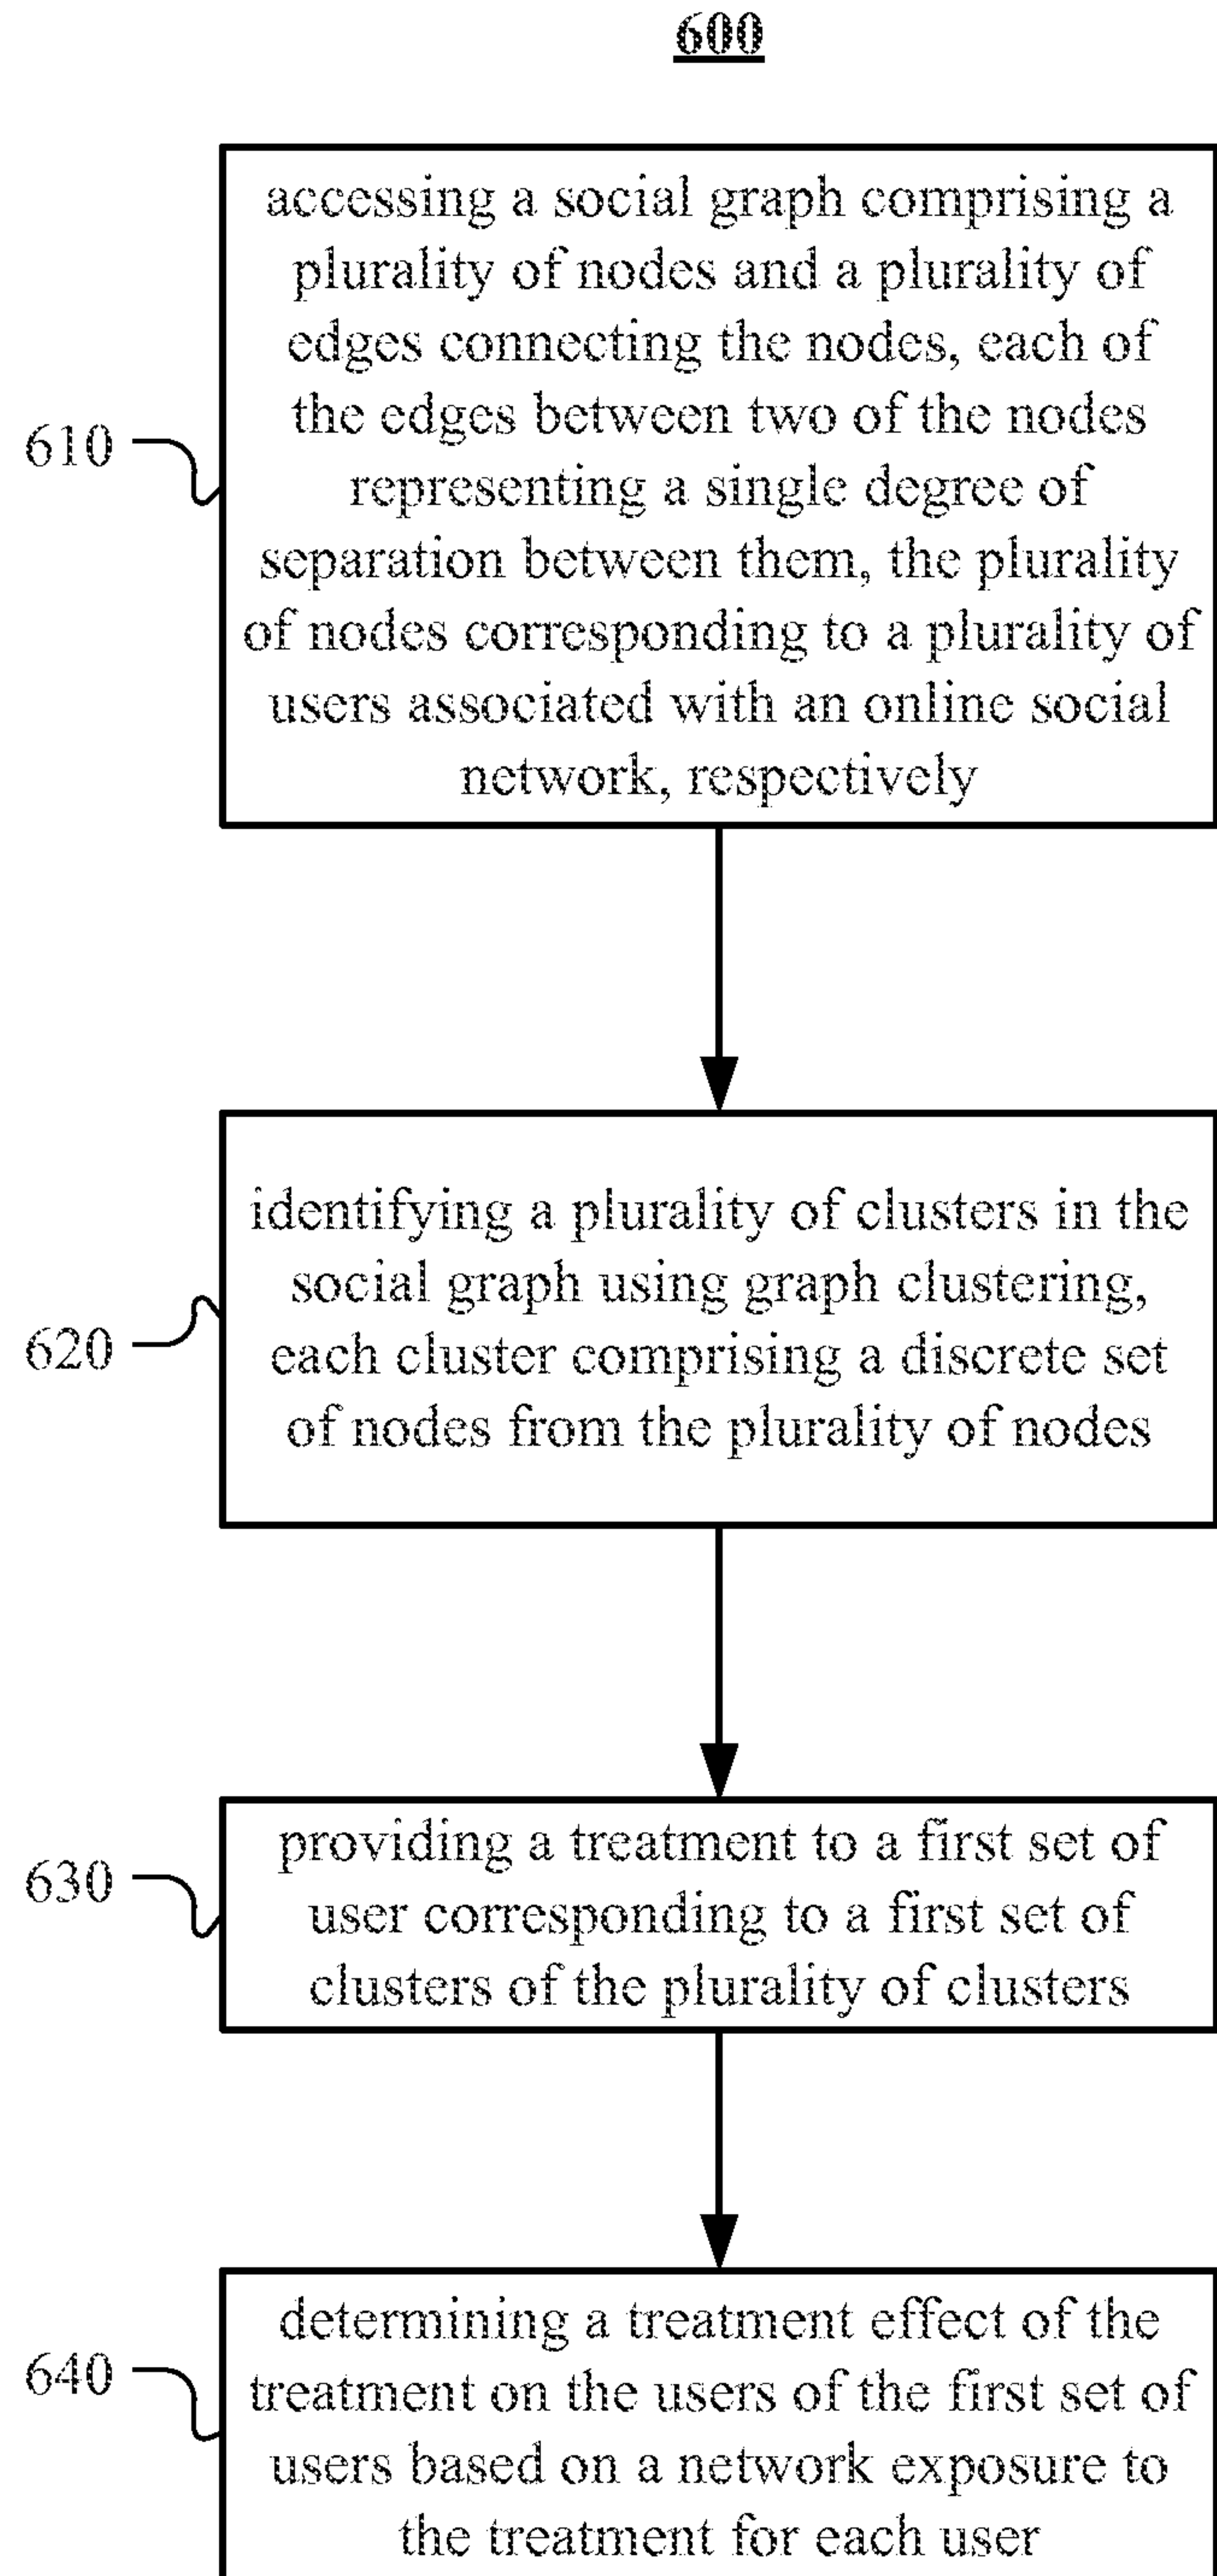 600
accessing a social graph comprising a
plurality of nodes and a plurality of
edges connecting the nodes, each of
the edges between two of the nodes
representing a single degree of
separation between them, the plurality
of nodes corresponding to a plurality of
users associated with an online social
network, respectively
610
identifying a plurality of clusters in the
social graph using graph clustering,
each cluster comprising a discrete set
of nodes from the plurality of nodes
620
providing a treatment to a first set of
user corresponding to a first set of
clusters of the plurality of clusters
630
determining a treatment effect of the
treatment on the users of the first set of
users based on a network exposure to
the treatment for each user
640